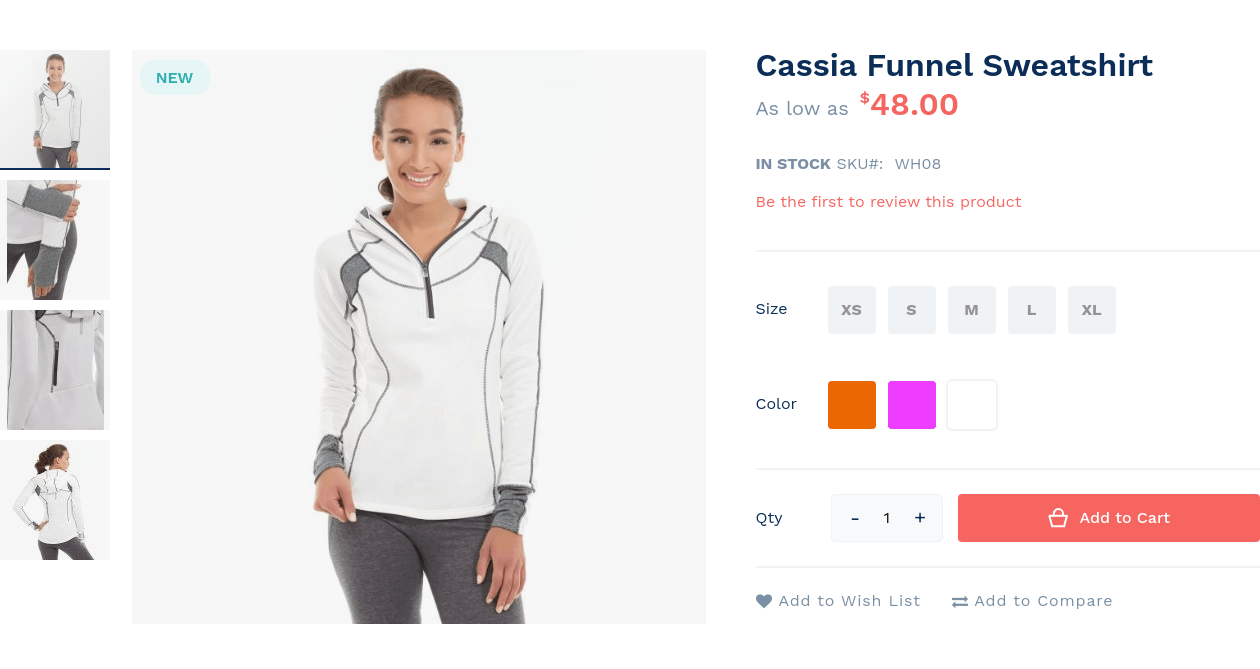 NEW
Cassia Funnel Sweatshirt
As low as $48.00
IN STOCK SKU#: WH08
Be the first to review this product
Size XS S M L XL
Color
Qty - 1 + Add to Cart
Add to Wish List Add to Compare